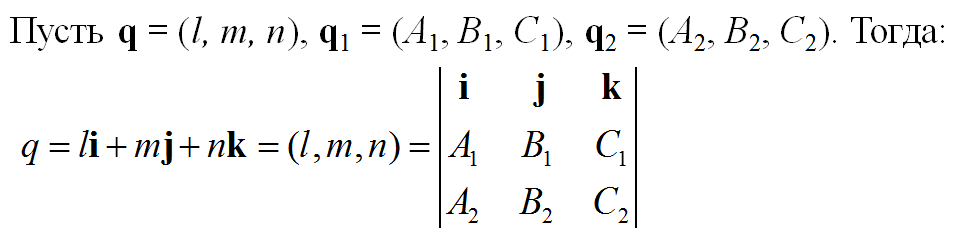 Пусть q = (l, m, n), q₁ = (A₁, B₁, C₁), q₂ = (A₂, B₂, C₂). Тогда:
i j k
q = li + mj + nk = (l, m, n) = A₁ B₁ C₁
A₂ B₂ C₂